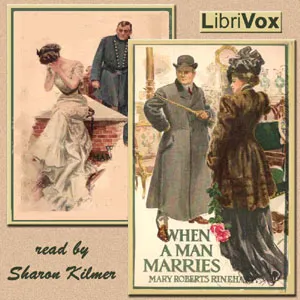 LibriVox
WHEN
A MAN
MARRIES
MARY ROBERTS RINEHART
read by
Sharon Kilmer